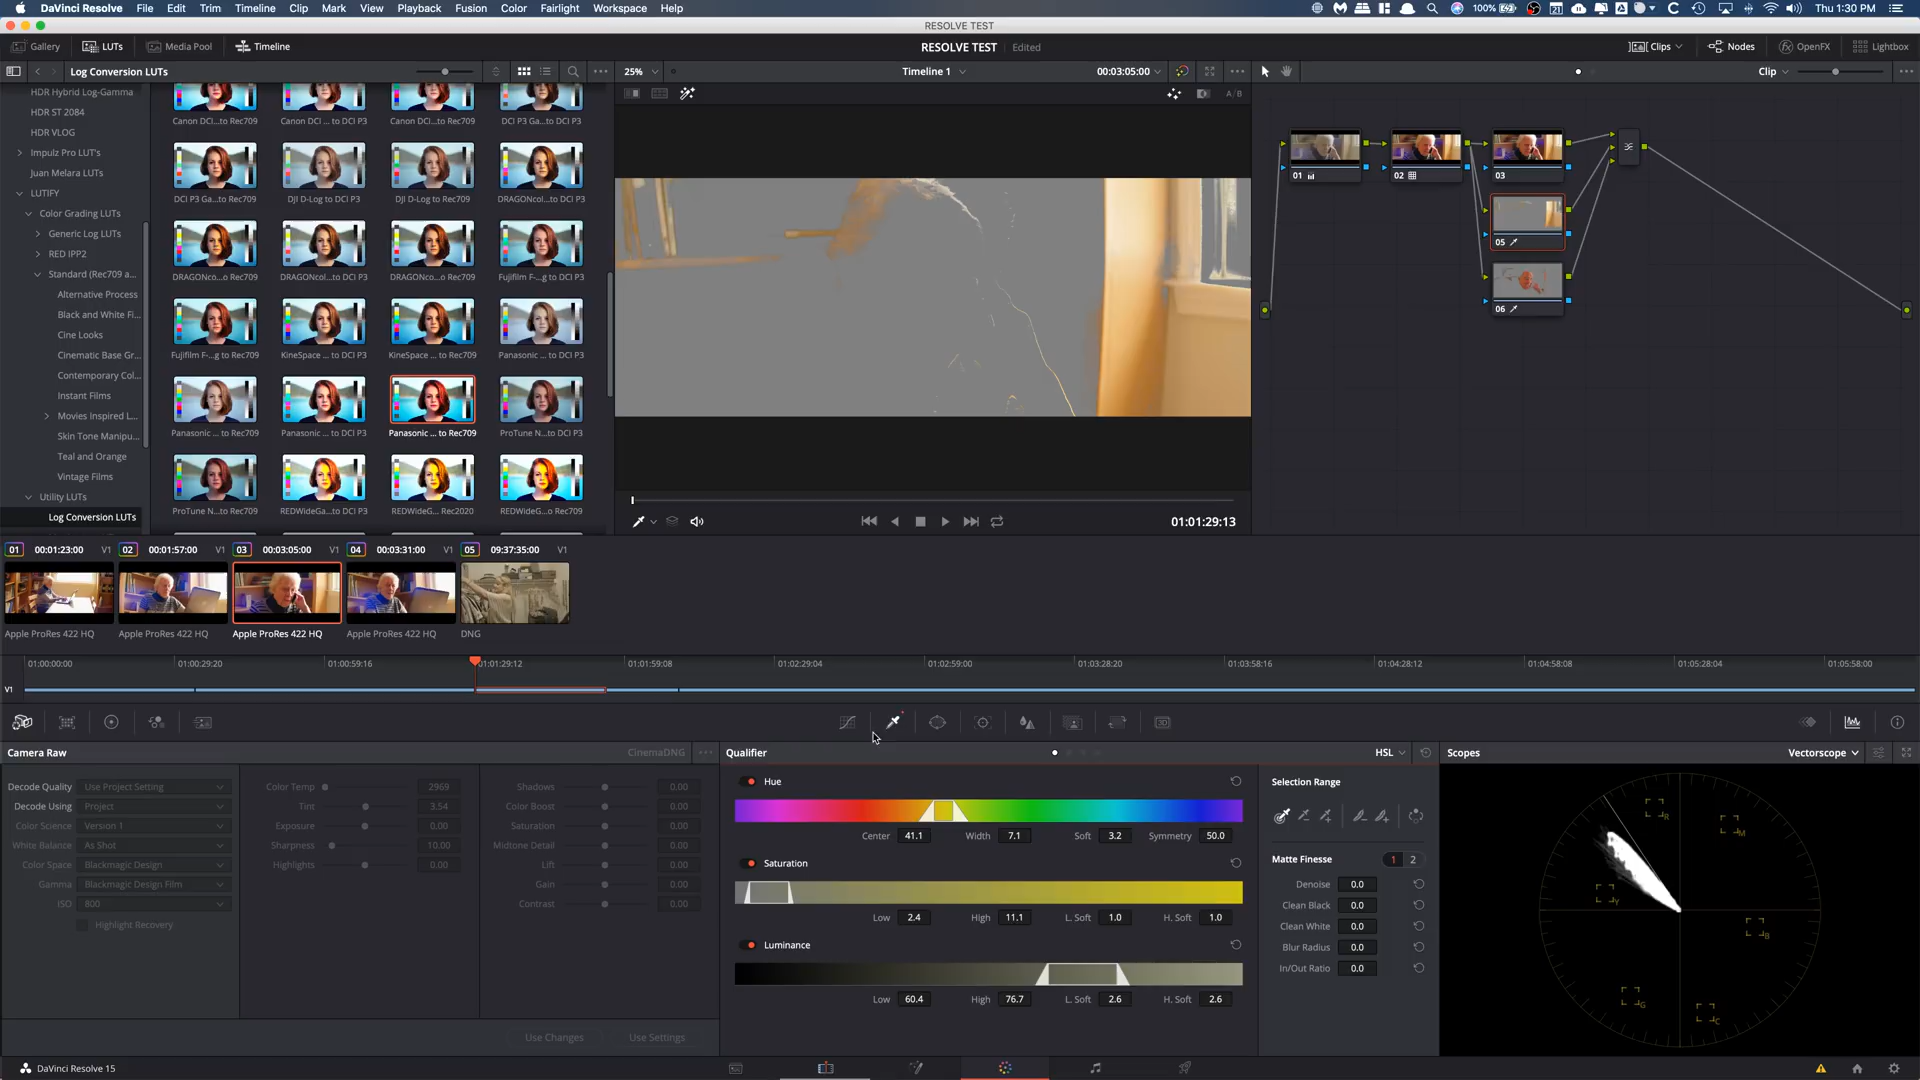 DaVinci Resolve File Edit Trim Timeline Clip Mark View Playback Fusion Color Fairlight Workspace Help 100% Thu 1:30 PM
RESOLVE TEST
Gallery LUTs Media Pool Timeline RESOLVE TEST Edited Clips Nodes OpenFX Lightbox
Log Conversion LUTs 25% Timeline 1 00:03:05:00 Clip
A/B
HDR Hybrid Log-Gamma
HDR ST 2084
HDR VLOG
Impulz Pro LUT's
Juan Melara LUTs
LUTIFY
Color Grading LUTs
Generic Log LUTs
RED IPP2
Standard (Rec709 a...
Alternative Process
Black and White Fi...
Cine Looks
Cinematic Base Gr...
Contemporary Col...
Instant Films
Movies Inspired L...
Skin Tone Manipu...
Teal and Orange
Vintage Films
Utility LUTs
Log Conversion LUTs
Canon DCI...to Rec709 Canon DCI ... to DCI P3 Canon DCI...to Rec709 DCI P3 Ga...to DCI P3
DCI P3 Ga...to Rec709 DJI D-Log to DCI P3 DJI D-Log to Rec709 DRAGONco...to DCI P3
DRAGONcol...o Rec709 DRAGONcol...to DCI P3 DRAGONcol...o Rec709 Fujifilm F-...g to DCI P3
Fujifilm F-...g to Rec709 KineSpace ... to DCI P3 KineSpace ... to Rec709 Panasonic ... to DCI P3
Panasonic ... to Rec709 Panasonic ... to DCI P3 Panasonic ... to Rec709 ProTune N...to DCI P3
ProTune N...to Rec709 REDWideGa...to DCI P3 REDWideG... Rec2020 REDWideG...o Rec709
01 02 03
05
06
01:01:29:13
01 00:01:23:00 V1 02 00:01:57:00 V1 03 00:03:05:00 V1 04 00:03:31:00 V1 05 09:37:35:00 V1
Apple ProRes 422 HQ Apple ProRes 422 HQ Apple ProRes 422 HQ Apple ProRes 422 HQ DNG
01:00:00:00 01:00:29:20 01:00:59:16 01:01:29:12 01:01:59:08 01:02:29:04 01:02:59:00 01:03:28:20 01:03:58:16 01:04:28:12 01:04:58:08 01:05:28:04 01:05:58:00
V1
Camera Raw CinemaDNG Qualifier HSL Scopes Vectorscope
Decode Quality Use Project Setting
Decode Using Project
Color Science Version 1
White Balance As Shot
Color Space Blackmagic Design
Gamma Blackmagic Design Film
ISO 800
Highlight Recovery
Color Temp 2969
Tint 3.54
Exposure 0.00
Sharpness 10.00
Highlights 0.00
Shadows 0.00
Color Boost 0.00
Saturation 0.00
Midtone Detail 0.00
Lift 0.00
Gain 0.00
Contrast 0.00
Use Changes Use Settings
Hue
Center 41.1 Width 7.1 Soft 3.2 Symmetry 50.0
Saturation
Low 2.4 High 11.1 L. Soft 1.0 H. Soft 1.0
Luminance
Low 60.4 High 76.7 L. Soft 2.6 H. Soft 2.6
Selection Range
Matte Finesse 1 2
Denoise 0.0
Clean Black 0.0
Clean White 0.0
Blur Radius 0.0
In/Out Ratio 0.0
R
M
Y
B
G
C
DaVinci Resolve 15